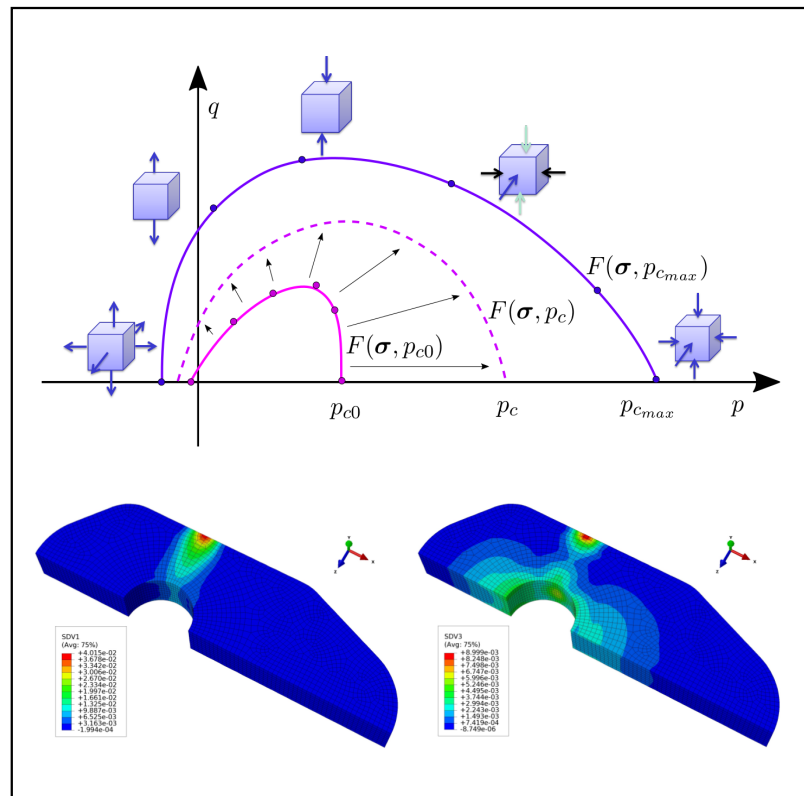 q
F(σ, p_{c_{max}})
F(σ, p_c)
F(σ, p_{c0})
p_{c0}
p_c
p_{c_{max}}
p
Y
X
Z
SDV1
(Avg: 75%)
+4.015e-02
+3.678e-02
+3.342e-02
+3.006e-02
+2.670e-02
+2.334e-02
+1.997e-02
+1.661e-02
+1.325e-02
+9.887e-03
+6.525e-03
+3.163e-03
-1.994e-04
Y
X
Z
SDV3
(Avg: 75%)
+8.999e-03
+8.248e-03
+7.498e-03
+6.747e-03
+5.996e-03
+5.246e-03
+4.495e-03
+3.744e-03
+2.994e-03
+2.243e-03
+1.493e-03
+7.419e-04
-8.749e-06